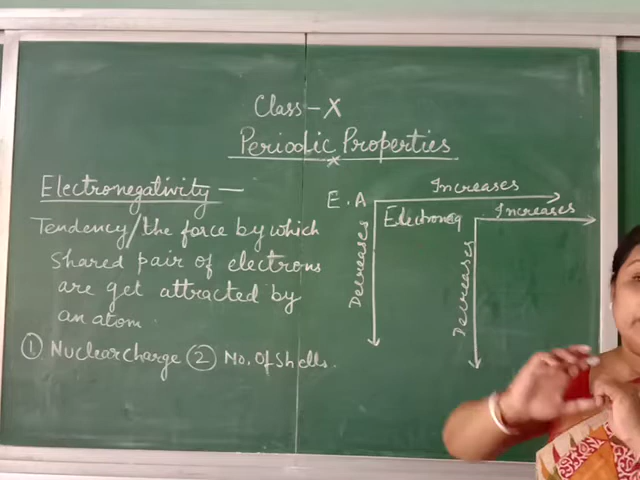 Class - X
Periodic Properties
Electronegativity —
Tendency/the force by which
shared pair of electrons
are get attracted by
an atom.
① Nuclear charge ② No. Of Shells.
E.A
Increases
Decreases
Electroneg
Increases
Decreases